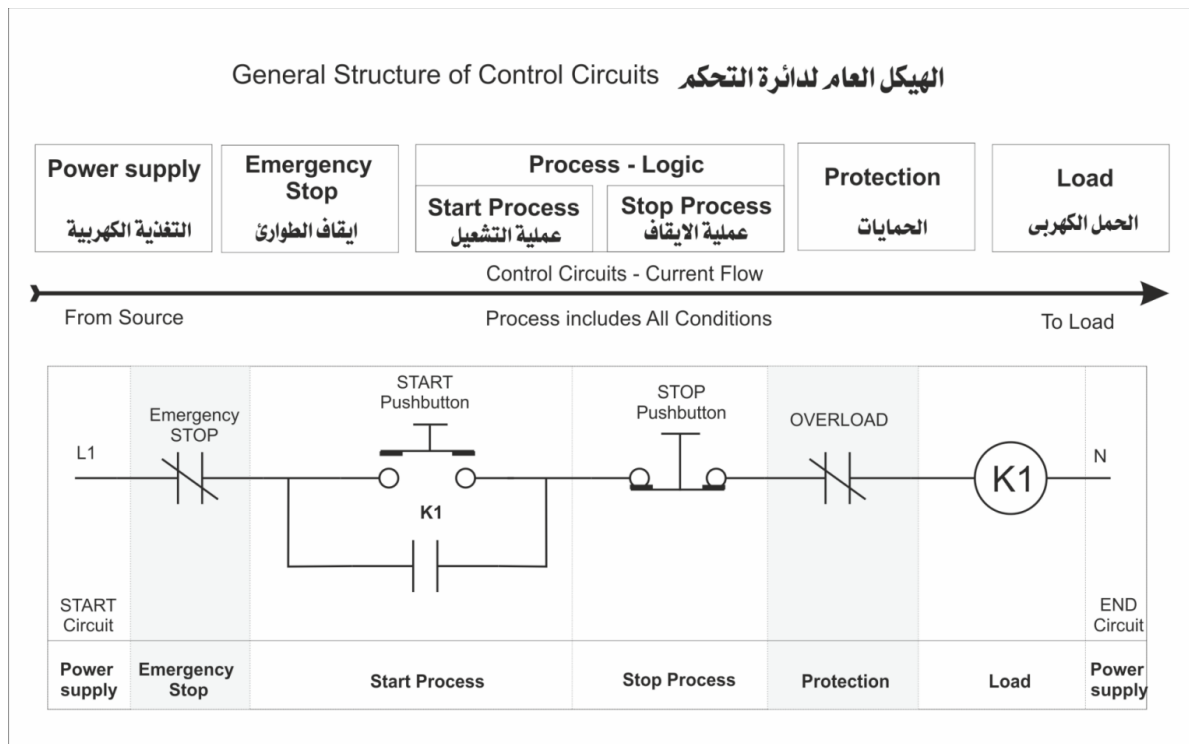 General Structure of Control Circuits الهيكل العام لدائرة التحكم
Power supply
التغذية الكهربية
Emergency
Stop
ايقاف الطوارئ
Process - Logic
Start Process
عملية التشغيل
Stop Process
عملية الايقاف
Protection
الحمايات
Load
الحمل الكهربى
Control Circuits - Current Flow
From Source
Process includes All Conditions
To Load
L1
Emergency
STOP
START
Pushbutton
K1
STOP
Pushbutton
OVERLOAD
K1
N
START
Circuit
END
Circuit
Power
supply
Emergency
Stop
Start Process
Stop Process
Protection
Load
Power
supply